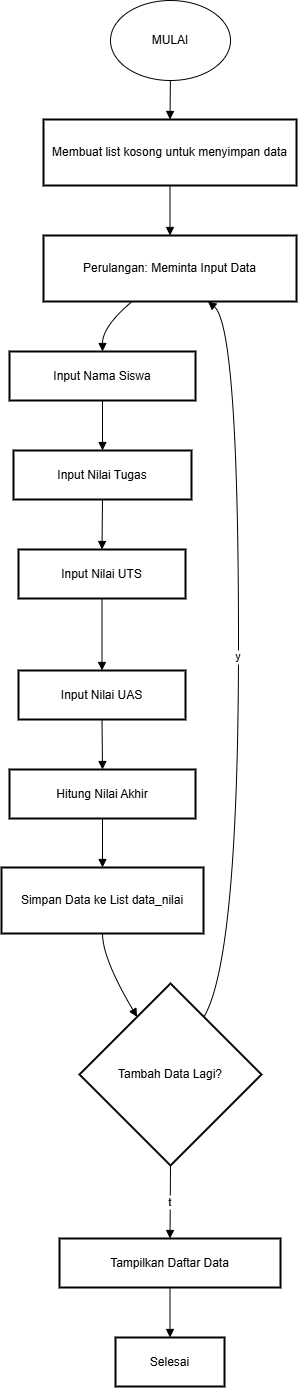 MULAI
Membuat list kosong untuk menyimpan data
Perulangan: Meminta Input Data
Input Nama Siswa
Input Nilai Tugas
Input Nilai UTS
y
Input Nilai UAS
Hitung Nilai Akhir
Simpan Data ke List data_nilai
Tambah Data Lagi?
t
Tampilkan Daftar Data
Selesai